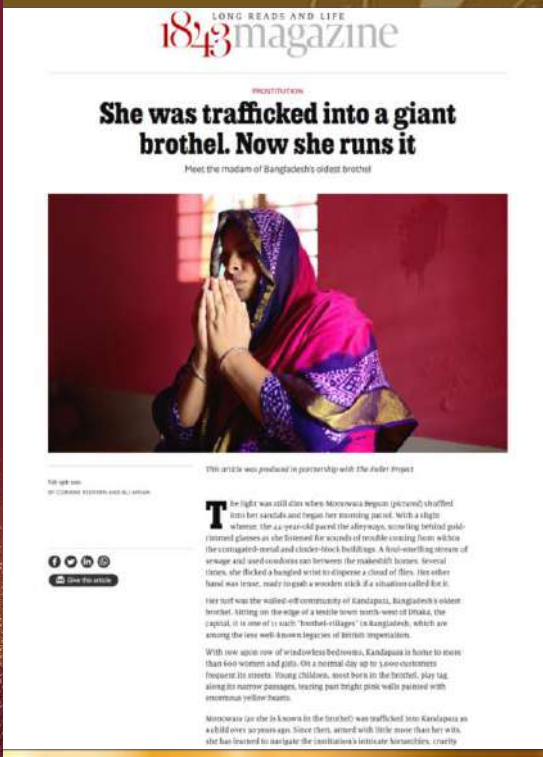 LONG READS AND LIFE
1843magazine
PROSTITUTION
She was trafficked into a giant
brothel. Now she runs it
Meet the madam of Bangladesh's oldest brothel
This article was produced in partnership with The Fuller Project
BY CORINNE REDFERN AND ALI AHSAN
Give this article
The light was still dim when Monowara Begum (pictured) shuffled
into her sandals and began her morning patrol. With a slight
wheeze, the 44-year-old paced the alleyways, scowling behind gold-
rimmed glasses as she listened for sounds of trouble coming from within
the corrugated-metal and cinder-block buildings. A foul-smelling stream of
sewage and used condoms ran between the makeshift homes. Several
times, she flicked a bangled wrist to disperse a cloud of flies. Her other
hand was tense, ready to grab a wooden stick if a situation called for it.
Her turf was the walled-off community of Kandapara, Bangladesh's oldest
brothel. Sitting on the edge of a textile town north-west of Dhaka, the
capital, it is one of 11 such "brothel-villages" in Bangladesh, which are
among the less well-known legacies of British imperialism.
With row upon row of windowless bedrooms, Kandapara is home to more
than 600 women and girls. On a normal day up to 3,000 customers
frequent its streets. Young children, most born in the brothel, play tag
along its narrow passages, tearing past bright pink walls painted with
enormous yellow hearts.
Monowara (as she is known in the brothel) was trafficked into Kandapara as
a child over 30 years ago. Since then, armed with little more than her wits,
she has learned to navigate the institution's intricate hierarchies, cruelty